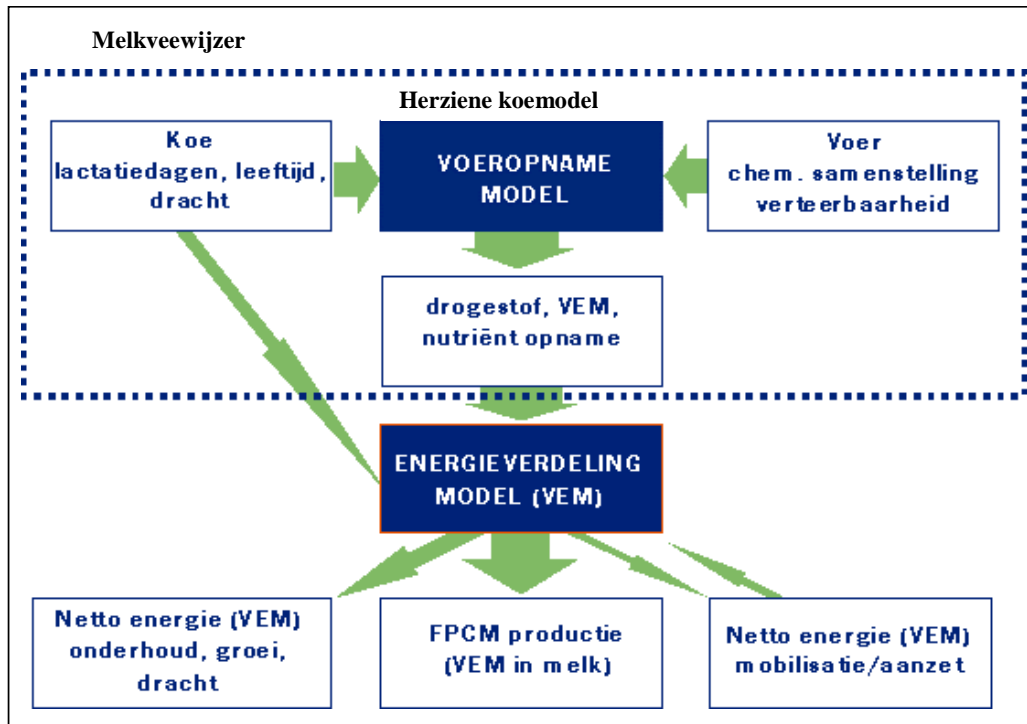 Melkveewijzer
Herziene koemodel
Koe
lactatiedagen, leeftijd,
dracht
VOEROPNAME
MODEL
Voer
chem. samenstelling
verteerbaarheid
drogestof, VEM,
nutriënt opname
ENERGIEVERDELING
MODEL (VEM)
Netto energie (VEM)
onderhoud, groei,
dracht
FPCM productie
(VEM in melk)
Netto energie (VEM)
mobilisatie/aanzet